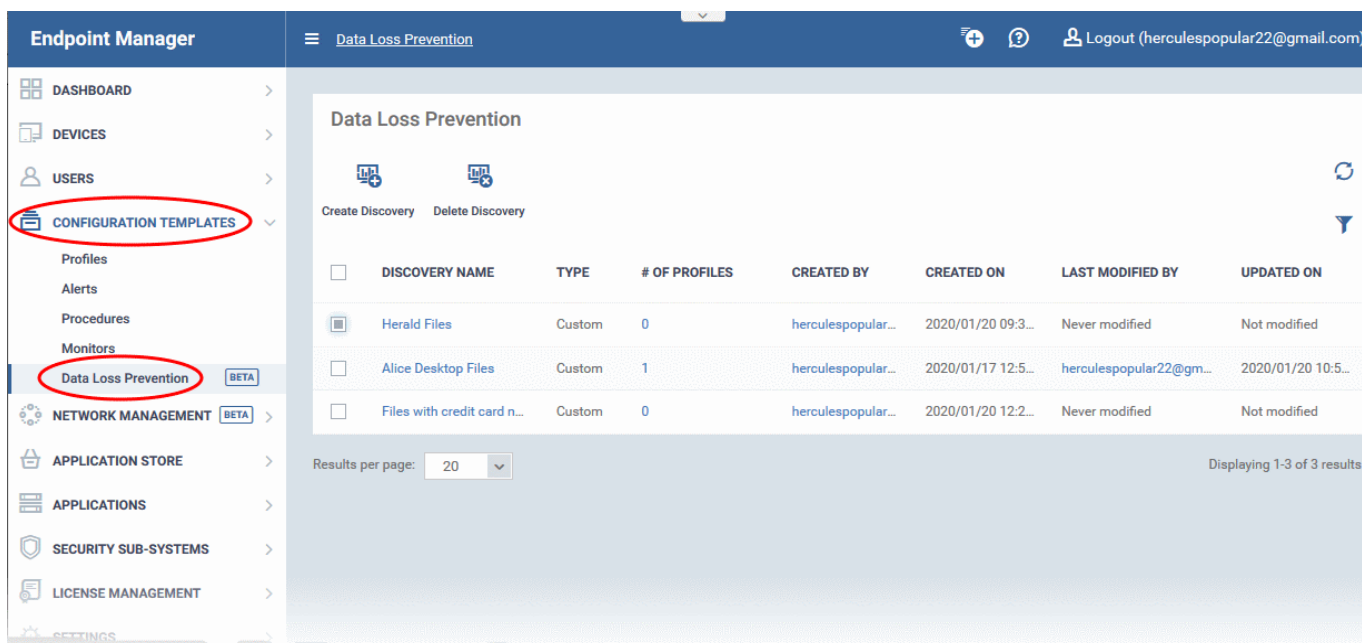 Endpoint Manager
Data Loss Prevention
Logout (herculespopular22@gmail.com)
DASHBOARD
DEVICES
USERS
CONFIGURATION TEMPLATES
Profiles
Alerts
Procedures
Monitors
Data Loss Prevention BETA
NETWORK MANAGEMENT BETA
APPLICATION STORE
APPLICATIONS
SECURITY SUB-SYSTEMS
LICENSE MANAGEMENT
SETTINGS
Data Loss Prevention
Create Discovery Delete Discovery
DISCOVERY NAME TYPE # OF PROFILES CREATED BY CREATED ON LAST MODIFIED BY UPDATED ON
Herald Files Custom 0 herculespopular... 2020/01/20 09:3... Never modified Not modified
Alice Desktop Files Custom 1 herculespopular... 2020/01/17 12:5... herculespopular22@gm... 2020/01/20 10:5...
Files with credit card n... Custom 0 herculespopular... 2020/01/20 12:2... Never modified Not modified
Results per page: 20 Displaying 1-3 of 3 results